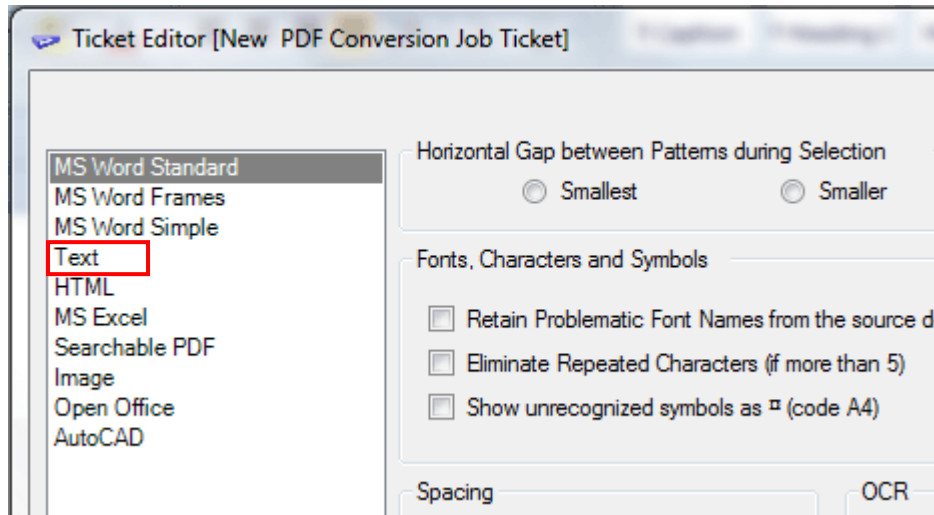 Ticket Editor [New  PDF Conversion Job Ticket]
MS Word Standard
MS Word Frames
MS Word Simple
Text
HTML
MS Excel
Searchable PDF
Image
Open Office
AutoCAD
Horizontal Gap between Patterns during Selection
Smallest Smaller
Fonts, Characters and Symbols
Retain Problematic Font Names from the source d
Eliminate Repeated Characters (if more than 5)
Show unrecognized symbols as ¤ (code A4)
Spacing OCR